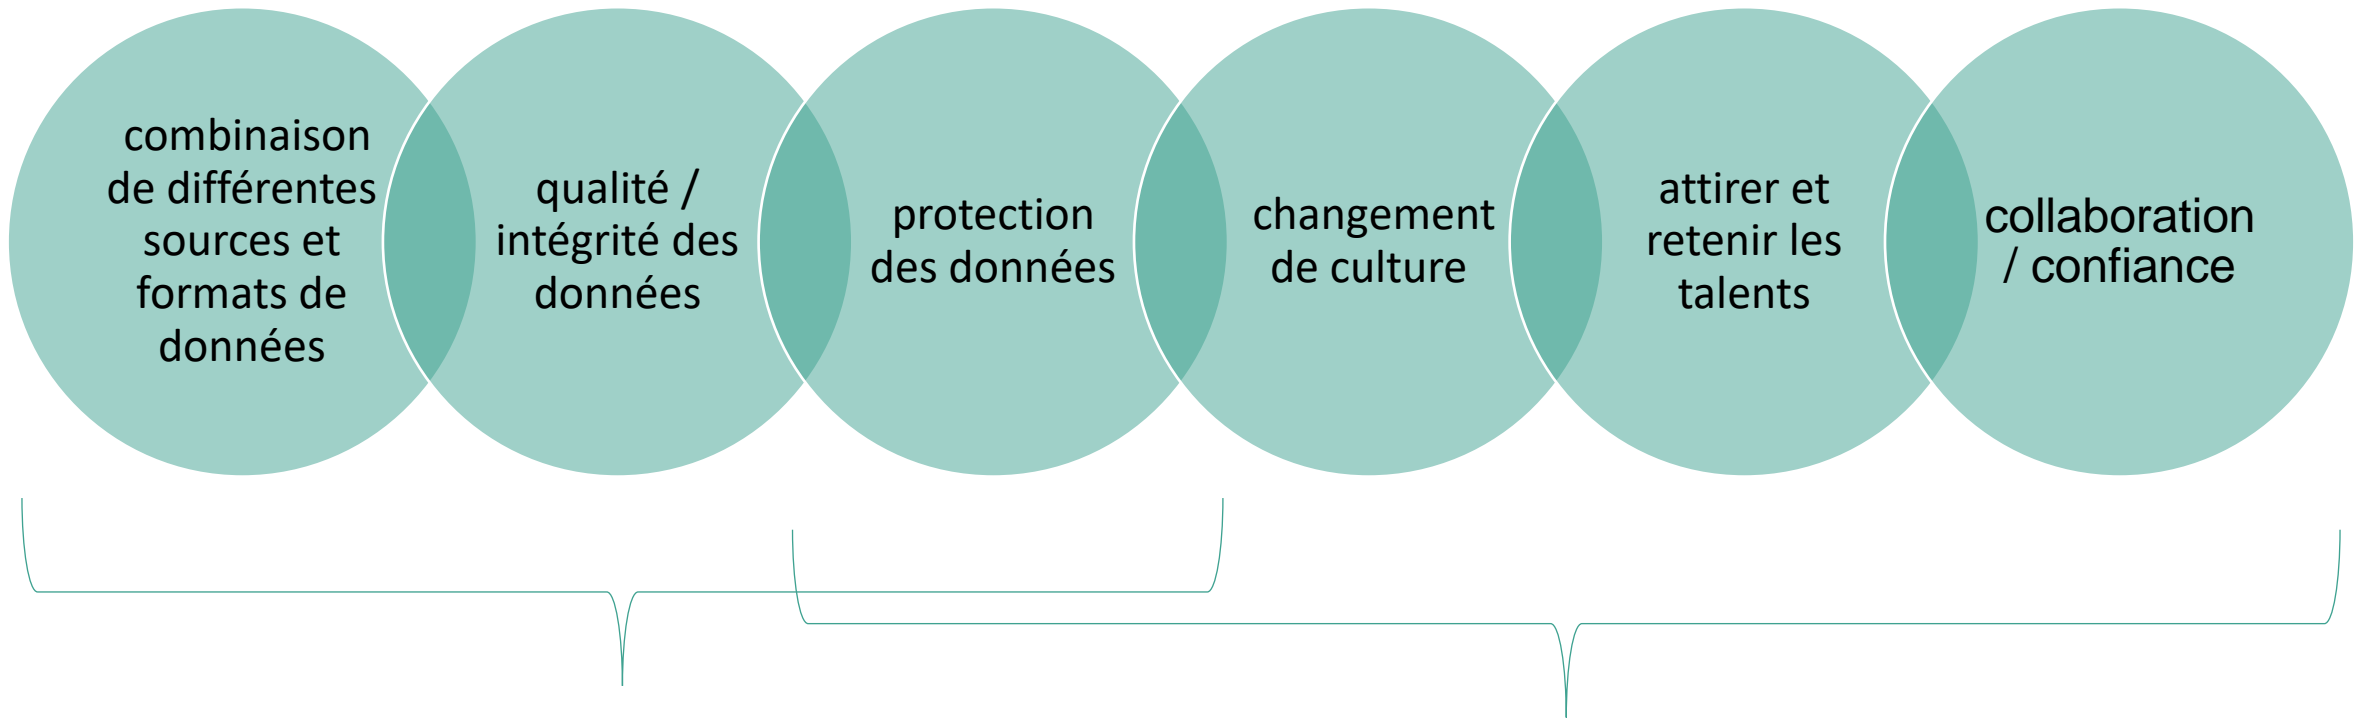 combinaison
de différentes
sources et
formats de
données
qualité /
intégrité des
données
protection
des données
changement
de culture
attirer et
retenir les
talents
collaboration
/ confiance